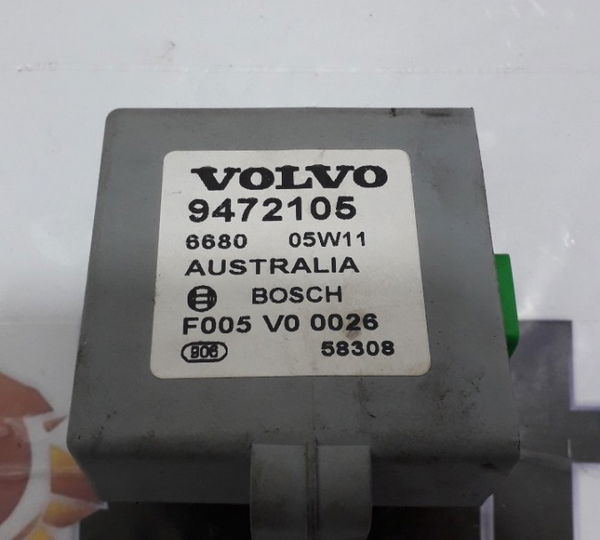 VOLVO
9472105
6680 05W11
AUSTRALIA
BOSCH
F005 V0 0026
906 58308